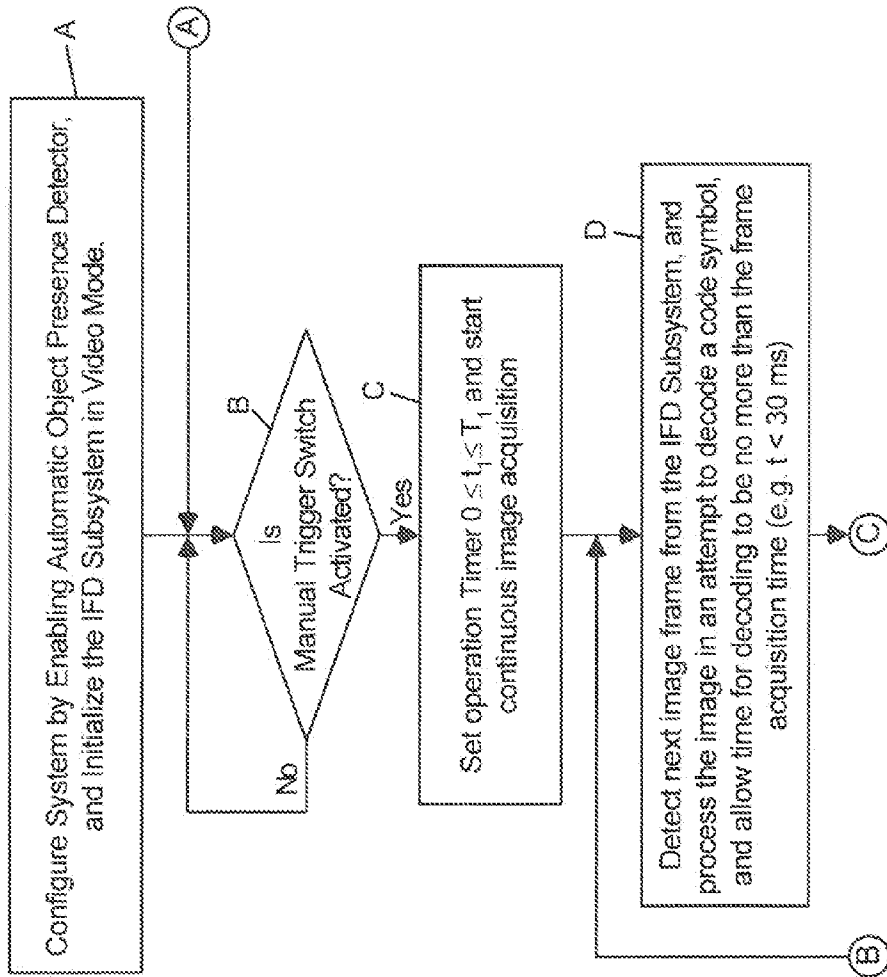 Configure System by Enabling Automatic Object Presence Detector,
and Initialize the IFD Subsystem in Video Mode.
A
A
B
Is
Manual Trigger Switch
Activated?
No
Yes
C
Set operation Timer 0 ≤ t₁ ≤ T₁ and start
continuous image acquisition
D
Detect next image frame from the IFD Subsystem, and
process the image in an attempt to decode a code symbol,
and allow time for decoding to be no more than the frame
acquisition time (e.g. t < 30 ms)
B
C